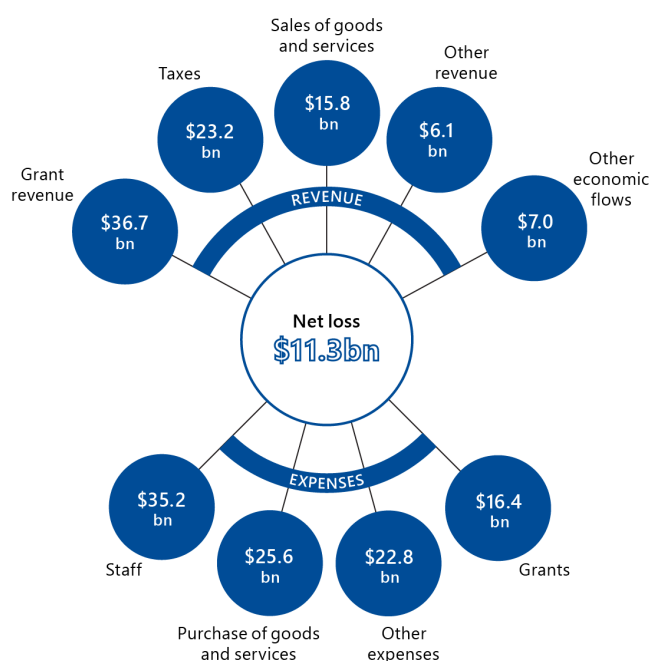 Sales of goods
and services
$15.8
bn
Taxes
$23.2
bn
Other
revenue
$6.1
bn
Grant
revenue
$36.7
bn
Other
economic
flows
$7.0
bn
REVENUE
Net loss
$11.3bn
EXPENSES
$35.2
bn
Staff
$25.6
bn
Purchase of goods
and services
$22.8
bn
Other
expenses
$16.4
bn
Grants